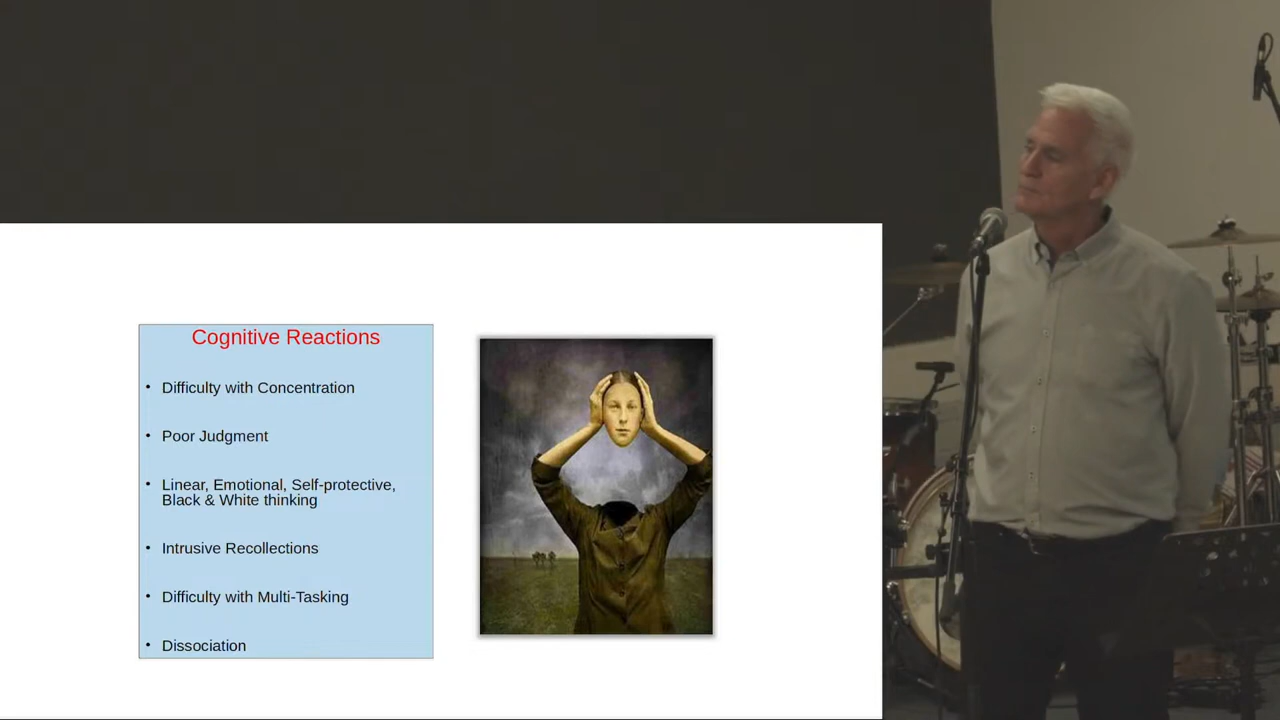 Cognitive Reactions
• Difficulty with Concentration
• Poor Judgment
• Linear, Emotional, Self-protective,
Black & White thinking
• Intrusive Recollections
• Difficulty with Multi-Tasking
• Dissociation